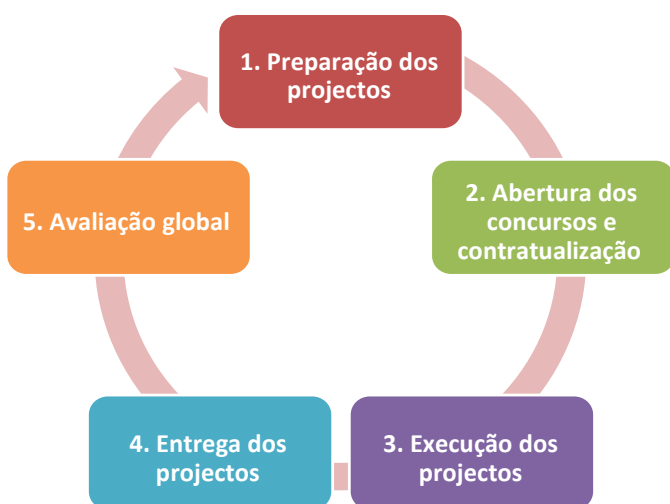 1. Preparação dos
projectos
2. Abertura dos
concursos e
contratualização
3. Execução dos
projectos
4. Entrega dos
projectos
5. Avaliação global